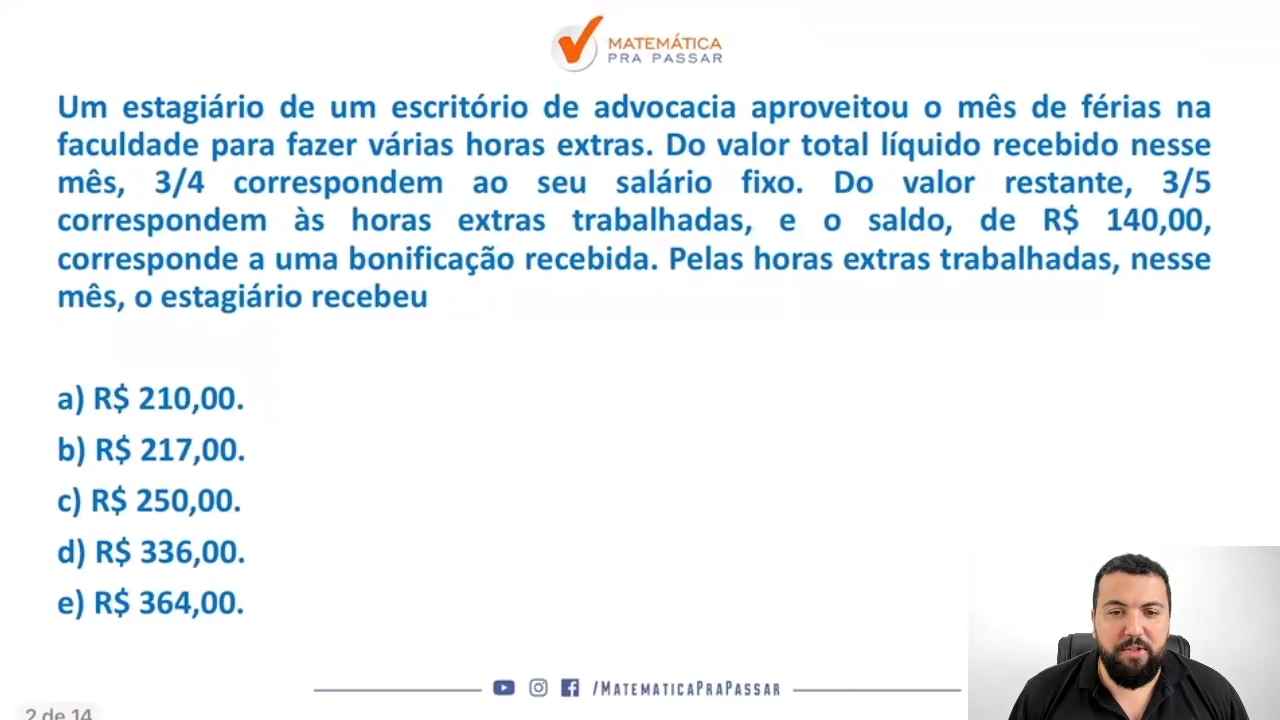 MATEMÁTICA
PRA PASSAR
Um estagiário de um escritório de advocacia aproveitou o mês de férias na
faculdade para fazer várias horas extras. Do valor total líquido recebido nesse
mês, 3/4 correspondem ao seu salário fixo. Do valor restante, 3/5
correspondem às horas extras trabalhadas, e o saldo, de R$ 140,00,
corresponde a uma bonificação recebida. Pelas horas extras trabalhadas, nesse
mês, o estagiário recebeu
a) R$ 210,00.
b) R$ 217,00.
c) R$ 250,00.
d) R$ 336,00.
e) R$ 364,00.
/MATEMATICAPRAPASSAR
2 de 14